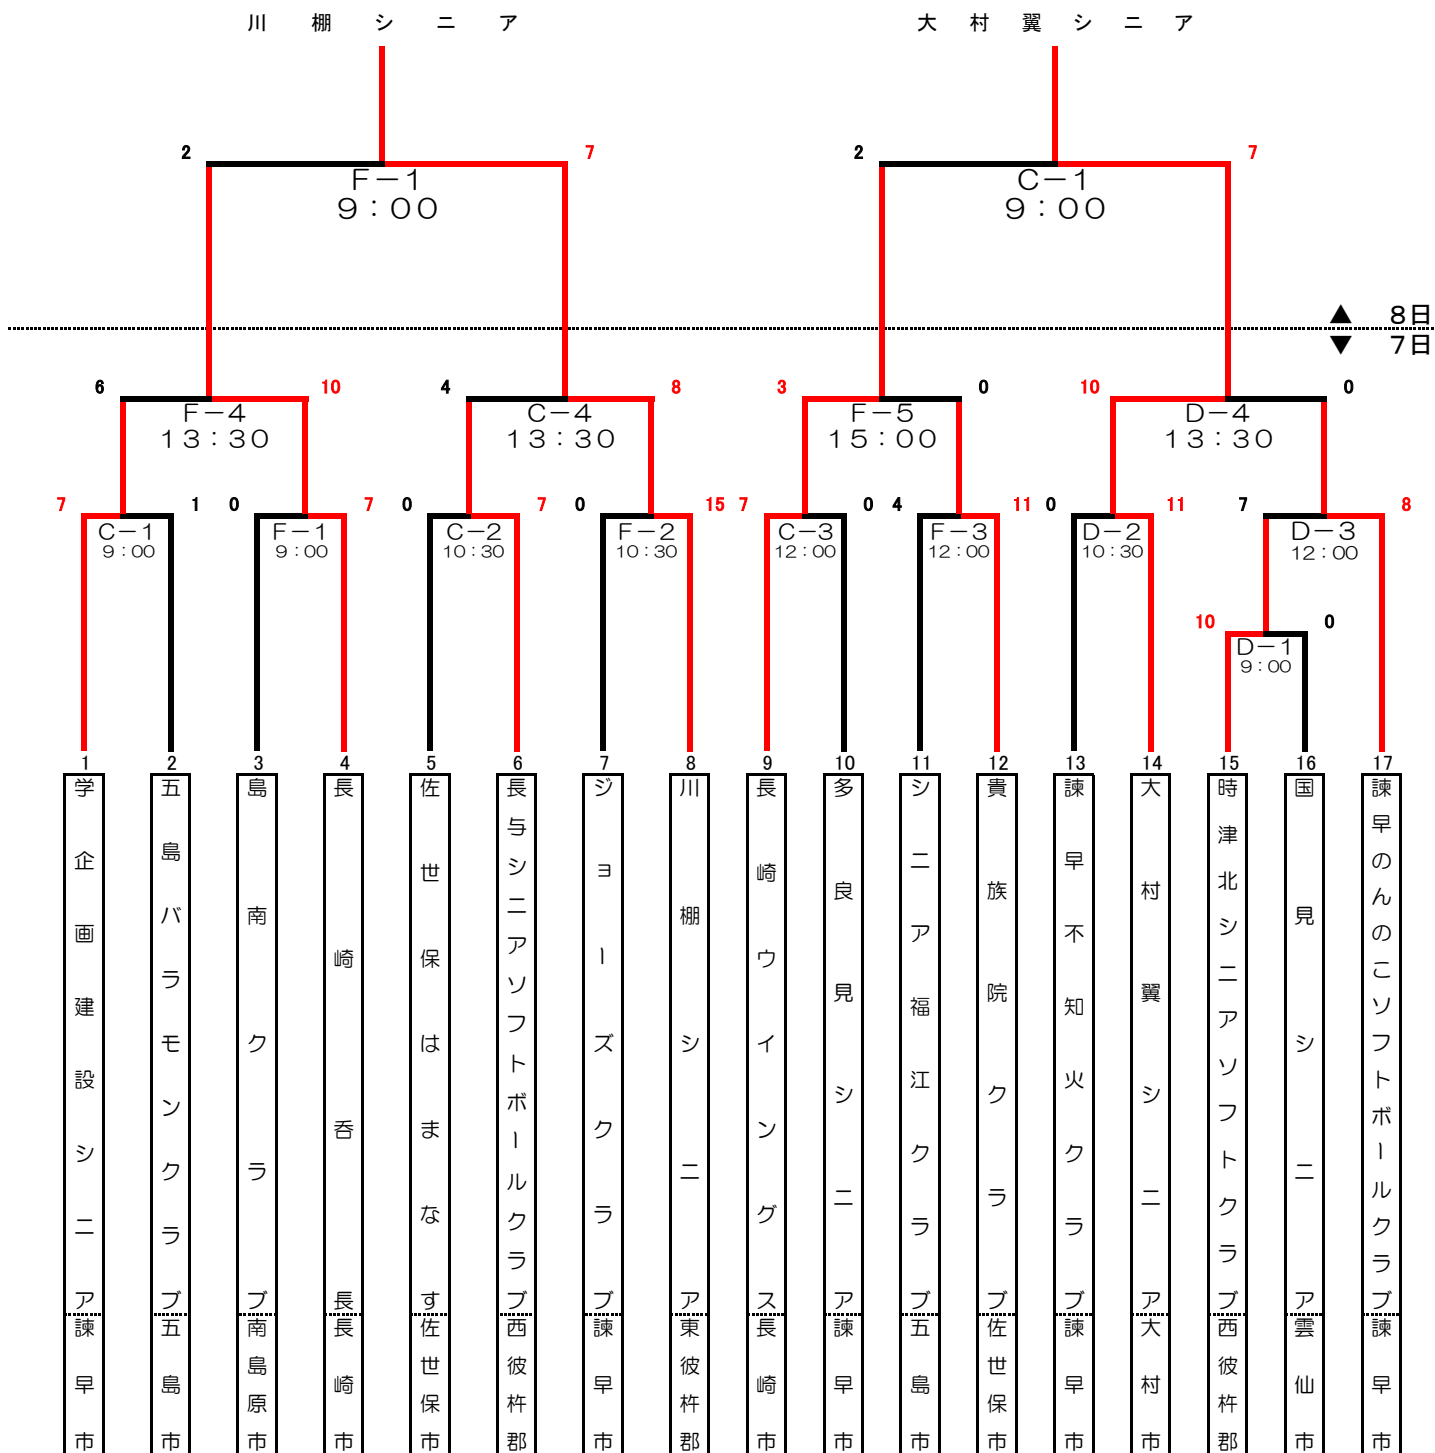 川棚シニア
大村翼シニア
2
7
2
7
F－1
9：00
C－1
9：00
▲ 8日
▼ 7日
6
10
4
8
3
0
10
0
F－4
13：30
C－4
13：30
F－5
15：00
D－4
13：30
7
1
0
7
0
7
0
15
7
0
4
11
0
11
7
8
C－1
9：00
F－1
9：00
C－2
10：30
F－2
10：30
C－3
12：00
F－3
12：00
D－2
10：30
D－3
12：00
10
0
D－1
9：00
1
学企画建設シニア
諫早市
2
五島バラモンクラブ
五島市
3
島南クラブ
南島原市
4
長崎呑長
長崎市
5
佐世保はまなす
佐世保市
6
長与シニアソフトボールクラブ
西彼杵郡
7
ジョーズクラブ
諫早市
8
川棚シニア
東彼杵郡
9
長崎ウイングス
長崎市
10
多良見シニア
諫早市
11
シニア福江クラブ
五島市
12
貴族院クラブ
佐世保市
13
諫早不知火クラブ
諫早市
14
大村翼シニア
大村市
15
時津北シニアソフトクラブ
西彼杵郡
16
国見シニア
雲仙市
17
諫早のんのこソフトボールクラブ
諫早市